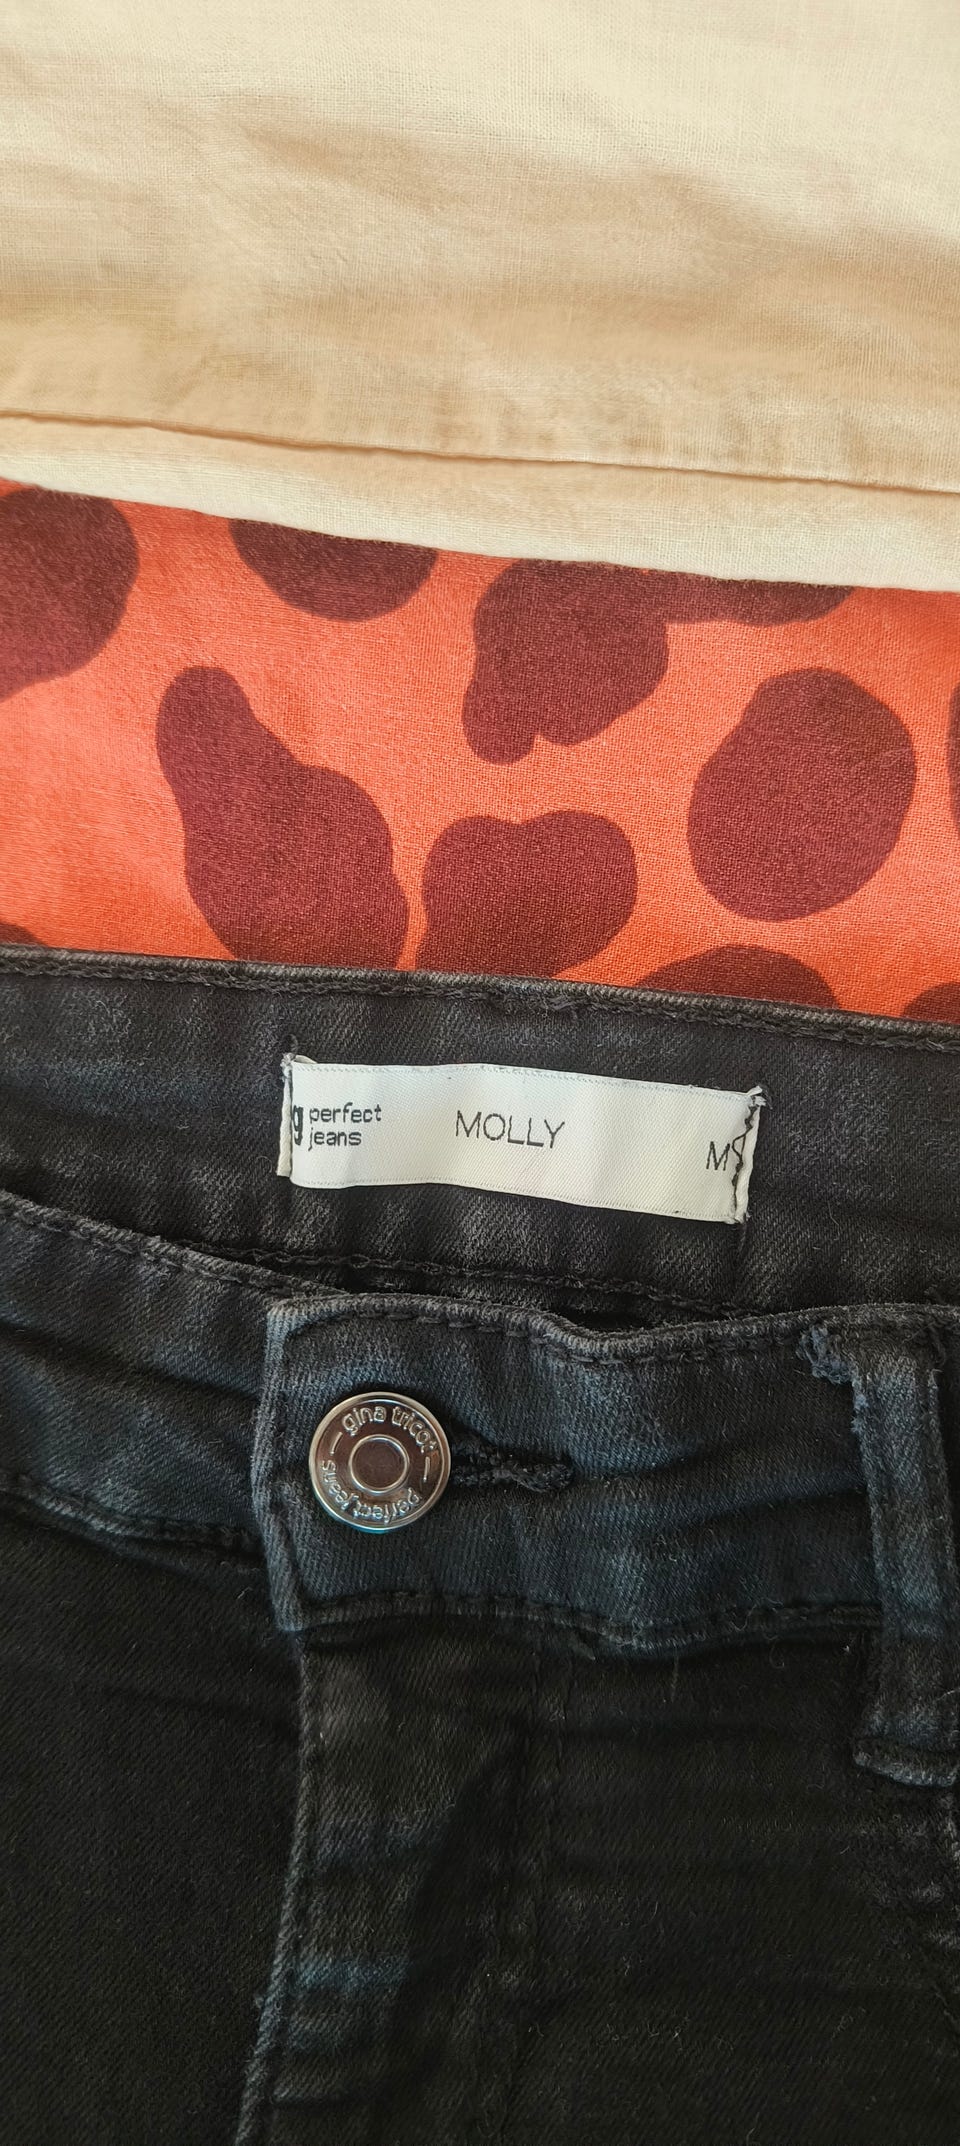 g perfect
jeans
MOLLY
M
gina tricot
perfect jeans